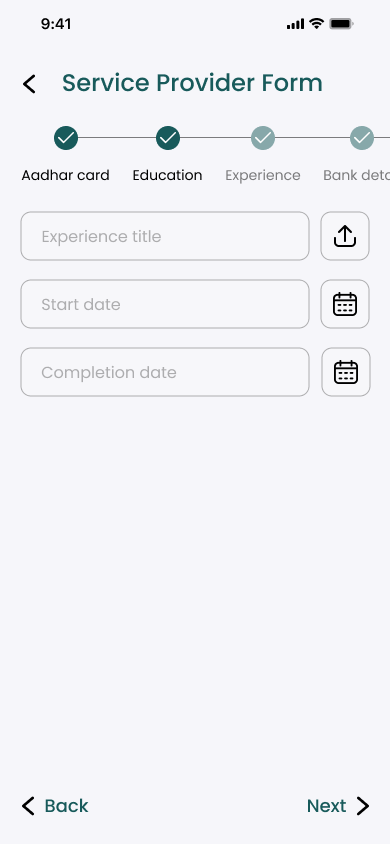 9:41
Service Provider Form
Aadhar card Education Experience Bank deta
Experience title
Start date
Completion date
Back Next